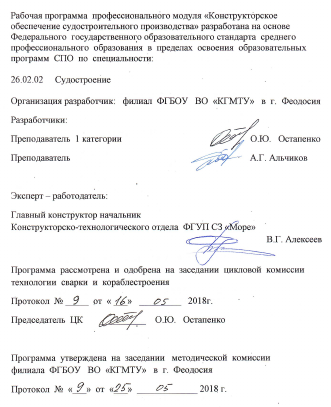 Рабочая программа профессионального модуля «Конструкторское
обеспечение судостроительного производства» разработана на основе
Федерального государственного образовательного стандарта среднего
профессионального образования в пределах освоения образовательных
программ СПО по специальности:
26.02.02 Судостроение
Организация разработчик: филиал ФГБОУ ВО «КГМТУ» в г. Феодосия
Разработчики:
Преподаватель 1 категории О.Ю. Остапенко
Преподаватель А.Г. Альчиков
Эксперт – работодатель:
Главный конструктор начальник
Конструкторско-технологического отдела ФГУП СЗ «Море»
В.Г. Алексеев
Программа рассмотрена и одобрена на заседании цикловой комиссии
технологии сварки и кораблестроения
Протокол № 9 от «16» 05 2018г.
Председатель ЦК О.Ю. Остапенко
Программа утверждена на заседании методической комиссии
филиала ФГБОУ ВО «КГМТУ» в г. Феодосия
Протокол № «9» от «25» 05 2018 г.